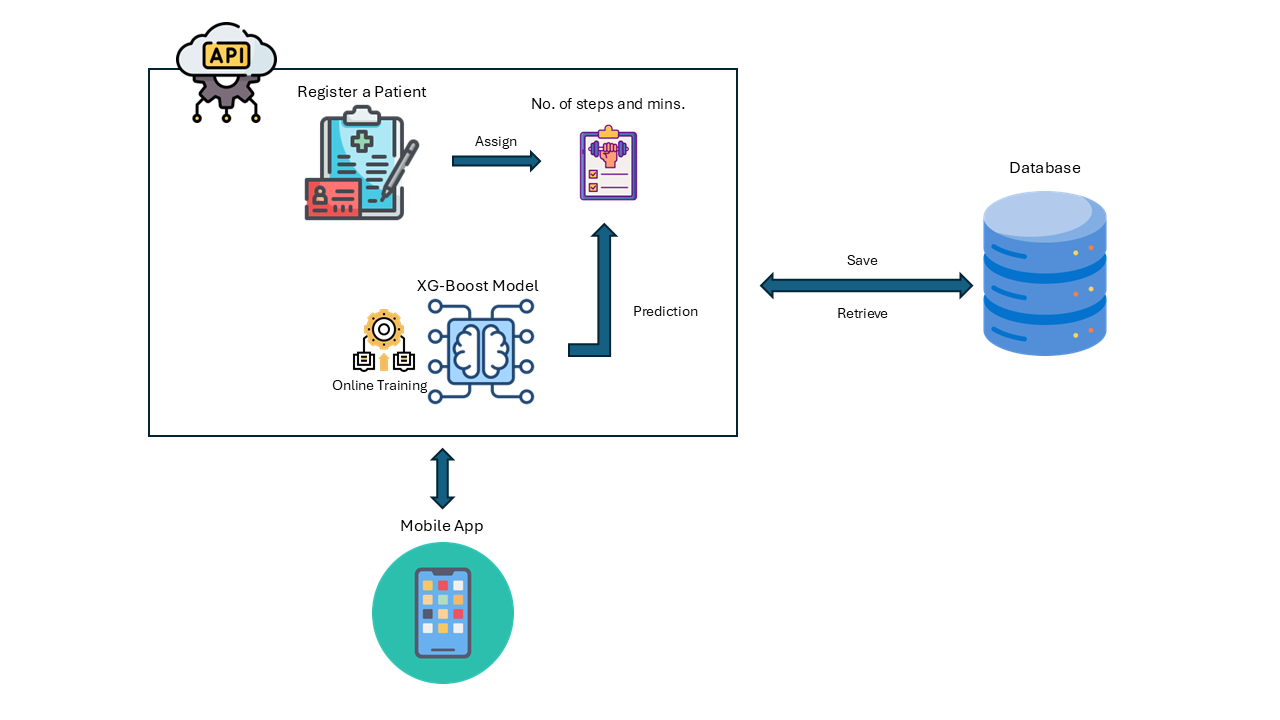 API
Register a Patient
No. of steps and mins.
Assign
Database
Save
Retrieve
XG-Boost Model
Prediction
Online Training
Mobile App